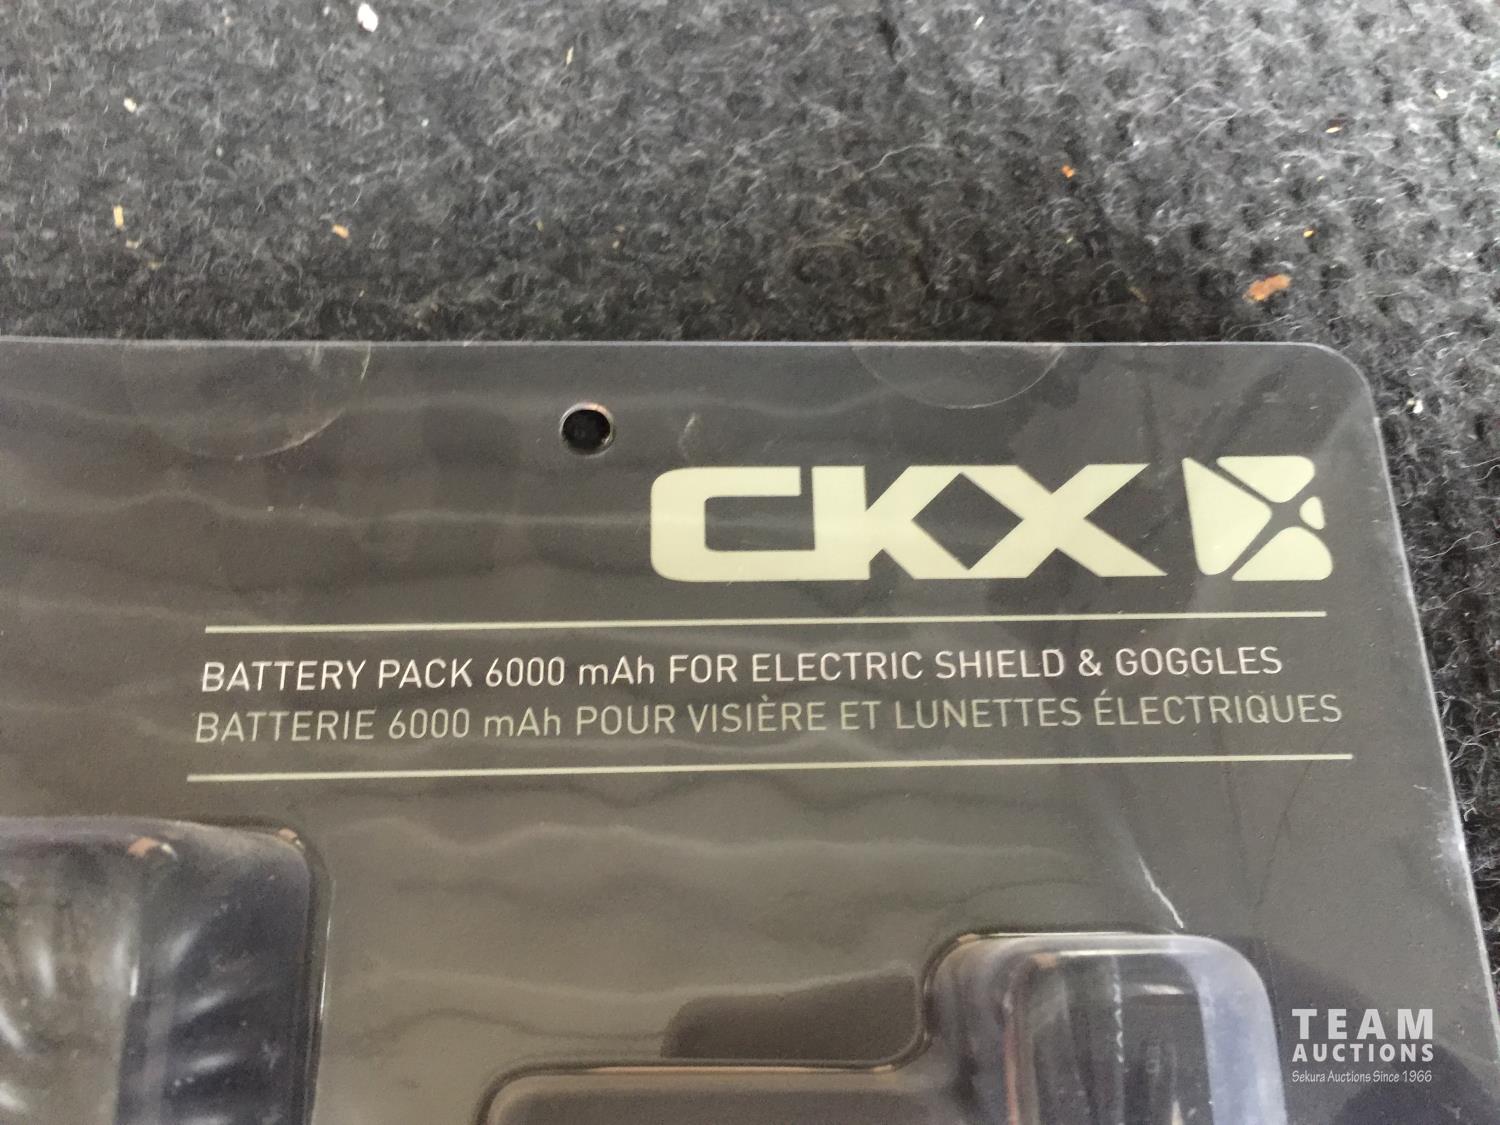 CKX
BATTERY PACK 6000 mAh FOR ELECTRIC SHIELD & GOGGLES
BATTERIE 6000 mAh POUR VISIÈRE ET LUNETTES ÉLECTRIQUES
TEAM
AUCTIONS
Sekura Auctions Since 1966